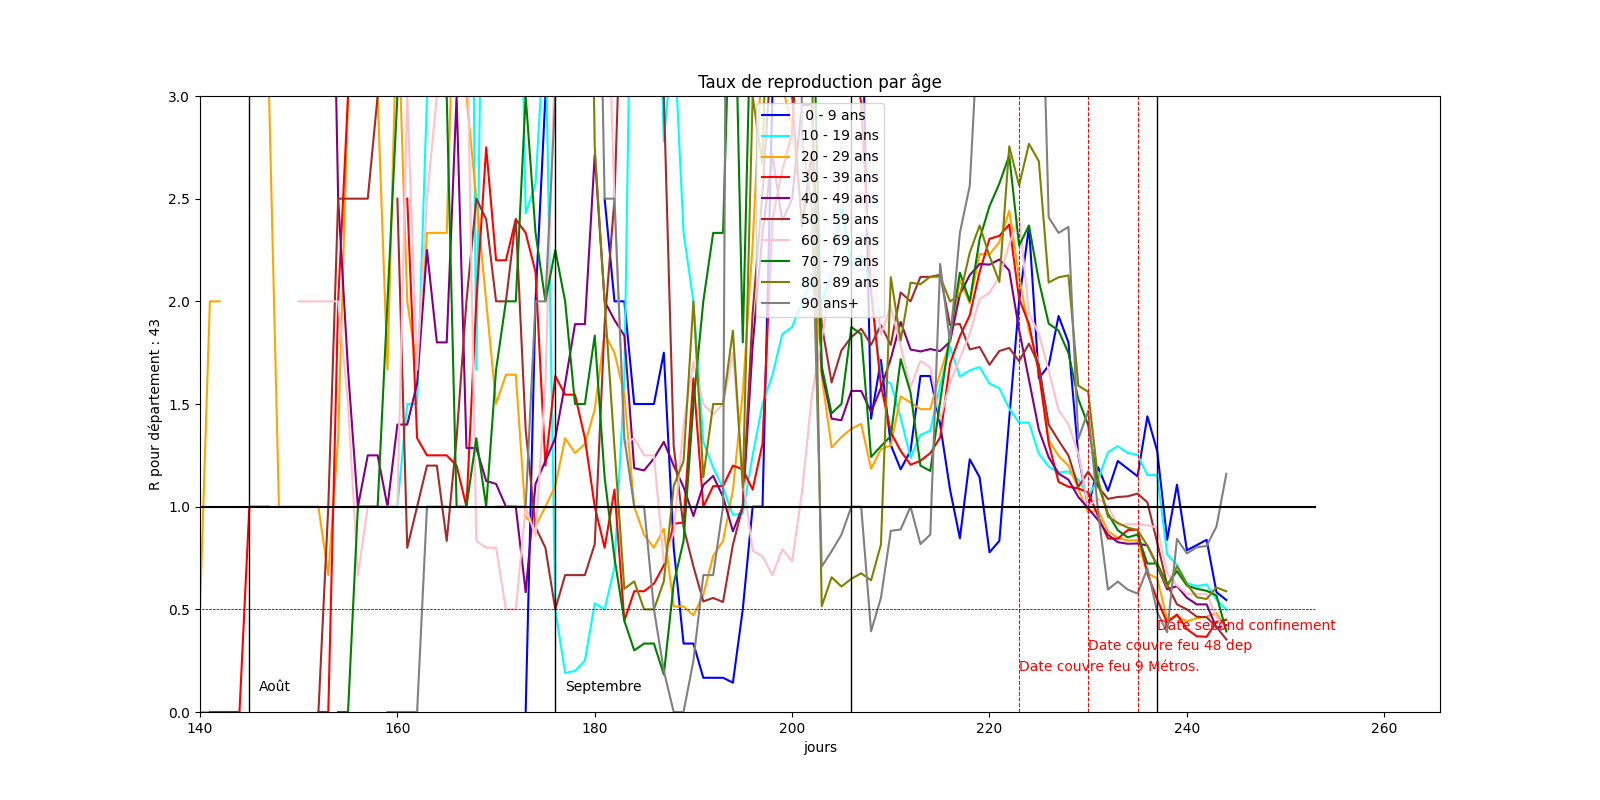 Taux de reproduction par âge
R pour département : 43
3.0
2.5
2.0
1.5
1.0
0.5
0.0
0 - 9 ans
10 - 19 ans
20 - 29 ans
30 - 39 ans
40 - 49 ans
50 - 59 ans
60 - 69 ans
70 - 79 ans
80 - 89 ans
90 ans+
Date second confinement
Date couvre feu 48 dep
Date couvre feu 9 Métros.
Août
Septembre
140 160 180 200 220 240 260
jours